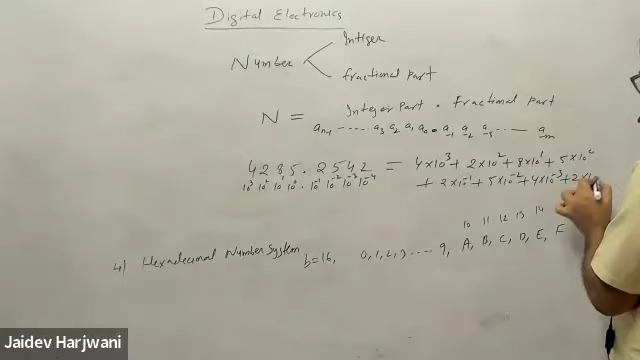 Digital Electronics
Number < Intiger
fractional part
N = Integer part . Fractional part
aₙ₋₁ ------ a₃ a₂ a₁ a₀ . a₋₁ a₋₂ a₋₃ ---- a₋ₘ
4285.2542 = 4×10³ + 2×10² + 8×10¹ + 5×10⁰
10³ 10² 10¹ 10⁰ . 10⁻¹ 10⁻² 10⁻³ 10⁻⁴ + 2×10⁻¹ + 5×10⁻² + 4×10⁻³ + 2×1
10 11 12 13 14
4) Hexadecimal Number System b=16, 0,1,2,3 ..... 9, A, B, C, D, E, F
Jaidev Harjwani